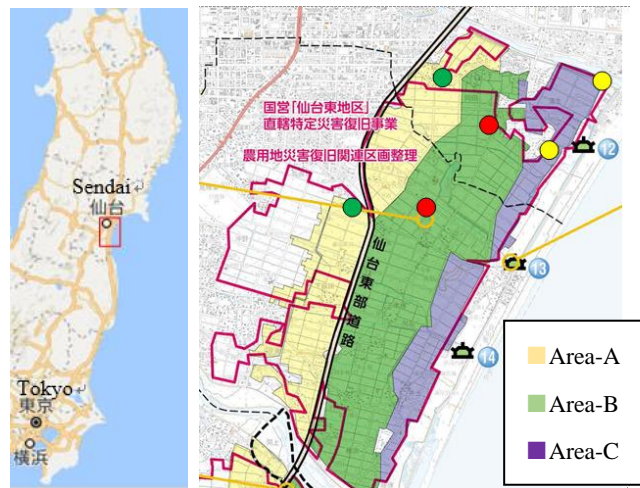 Sendai
仙台
Tokyo
東京
横浜
国営「仙台東地区」
直轄特定災害復旧事業
農用地災害復旧関連区画整理
仙台東部道路
12
13
14
Area-A
Area-B
Area-C